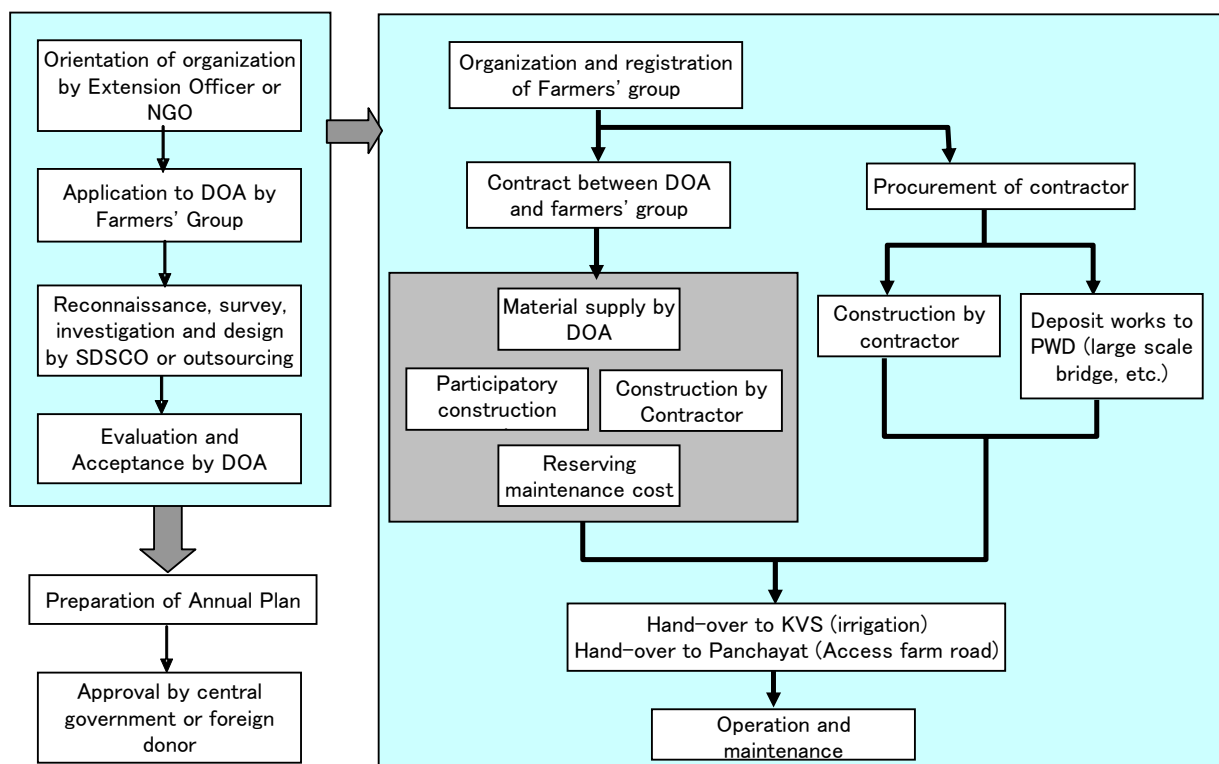 Orientation of organization
by Extension Officer or
NGO
Application to DOA by
Farmers' Group
Reconnaissance, survey,
investigation and design
by SDSCO or outsourcing
Evaluation and
Acceptance by DOA
Preparation of Annual Plan
Approval by central
government or foreign
donor
Organization and registration
of Farmers' group
Contract between DOA
and farmers' group
Procurement of contractor
Material supply by
DOA
Participatory
construction
Construction by
Contractor
Reserving
maintenance cost
Construction by
contractor
Deposit works to
PWD (large scale
bridge, etc.)
Hand-over to KVS (irrigation)
Hand-over to Panchayat (Access farm road)
Operation and
maintenance